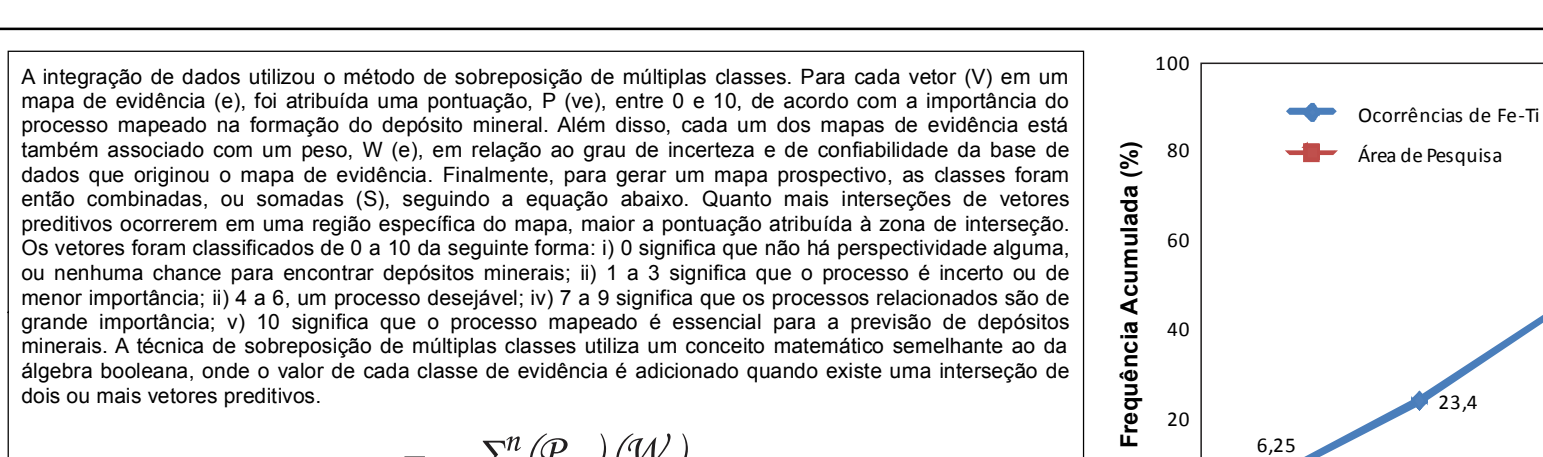 A integração de dados utilizou o método de sobreposição de múltiplas classes. Para cada vetor (V) em um
mapa de evidência (e), foi atribuída uma pontuação, P (ve), entre 0 e 10, de acordo com a importância do
processo mapeado na formação do depósito mineral. Além disso, cada um dos mapas de evidência está
também associado com um peso, W (e), em relação ao grau de incerteza e de confiabilidade da base de
dados que originou o mapa de evidência. Finalmente, para gerar um mapa prospectivo, as classes foram
então combinadas, ou somadas (S), seguindo a equação abaixo. Quanto mais interseções de vetores
preditivos ocorrerem em uma região específica do mapa, maior a pontuação atribuída à zona de interseção.
Os vetores foram classificados de 0 a 10 da seguinte forma: i) 0 significa que não há perspectividade alguma,
ou nenhuma chance para encontrar depósitos minerais; ii) 1 a 3 significa que o processo é incerto ou de
menor importância; ii) 4 a 6, um processo desejável; iv) 7 a 9 significa que os processos relacionados são de
grande importância; v) 10 significa que o processo mapeado é essencial para a previsão de depósitos
minerais. A técnica de sobreposição de múltiplas classes utiliza um conceito matemático semelhante ao da
álgebra booleana, onde o valor de cada classe de evidência é adicionado quando existe uma interseção de
dois ou mais vetores preditivos.
Frequência Acumulada (%)
100
80
60
40
20
Ocorrências de Fe-Ti
Área de Pesquisa
23,4
6,25